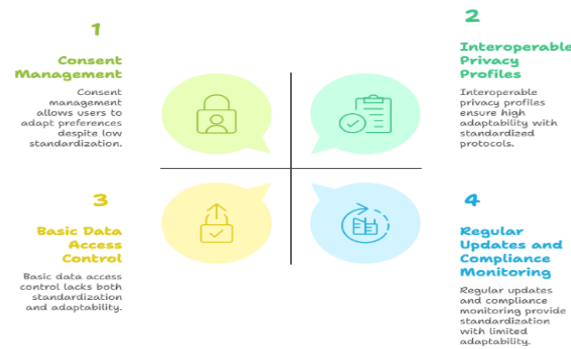 1
Consent
Management
Consent
management
allows users to
adapt preferences
despite low
standardization.
2
Interoperable
Privacy
Profiles
Interoperable
privacy profiles
ensure high
adaptability with
standardized
protocols.
3
Basic Data
Access
Control
Basic data access
control lacks both
standardization
and adaptability.
4
Regular
Updates and
Compliance
Monitoring
Regular updates
and compliance
monitoring provide
standardization
with limited
adaptability.